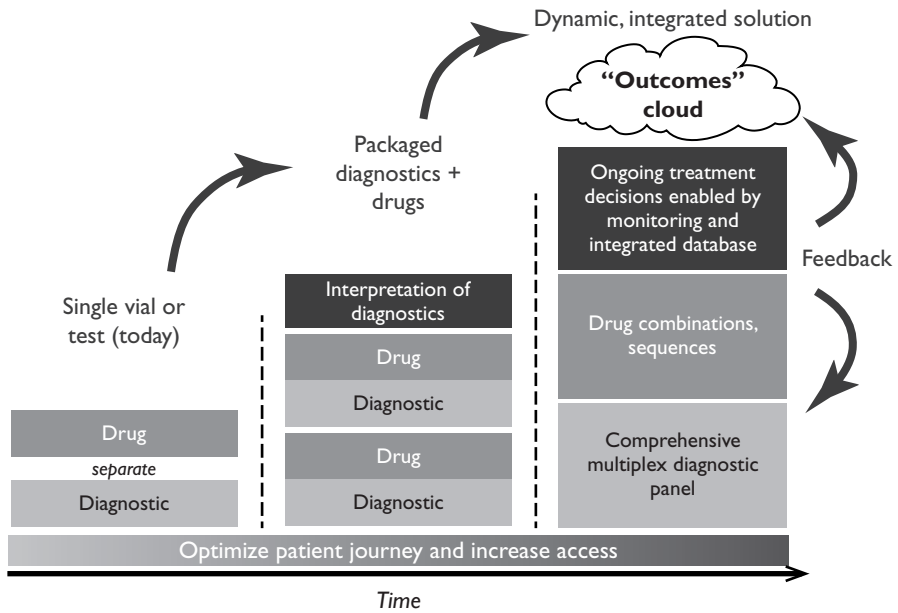 Dynamic, integrated solution
“Outcomes”
cloud
Packaged
diagnostics +
drugs
Ongoing treatment
decisions enabled by
monitoring and
integrated database
Feedback
Single vial or
test (today)
Interpretation of
diagnostics
Drug combinations,
sequences
Drug
Diagnostic
Drug
separate
Diagnostic
Drug
Diagnostic
Comprehensive
multiplex diagnostic
panel
Optimize patient journey and increase access
Time